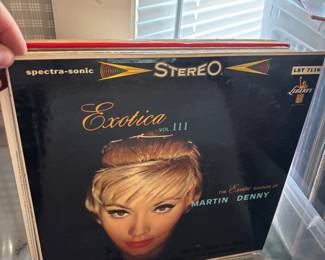 spectra-sonic
STEREO
LST 7116
Liberty
Exotica
VOL. III
THE Exotic SOUNDS OF
MARTIN DENNY